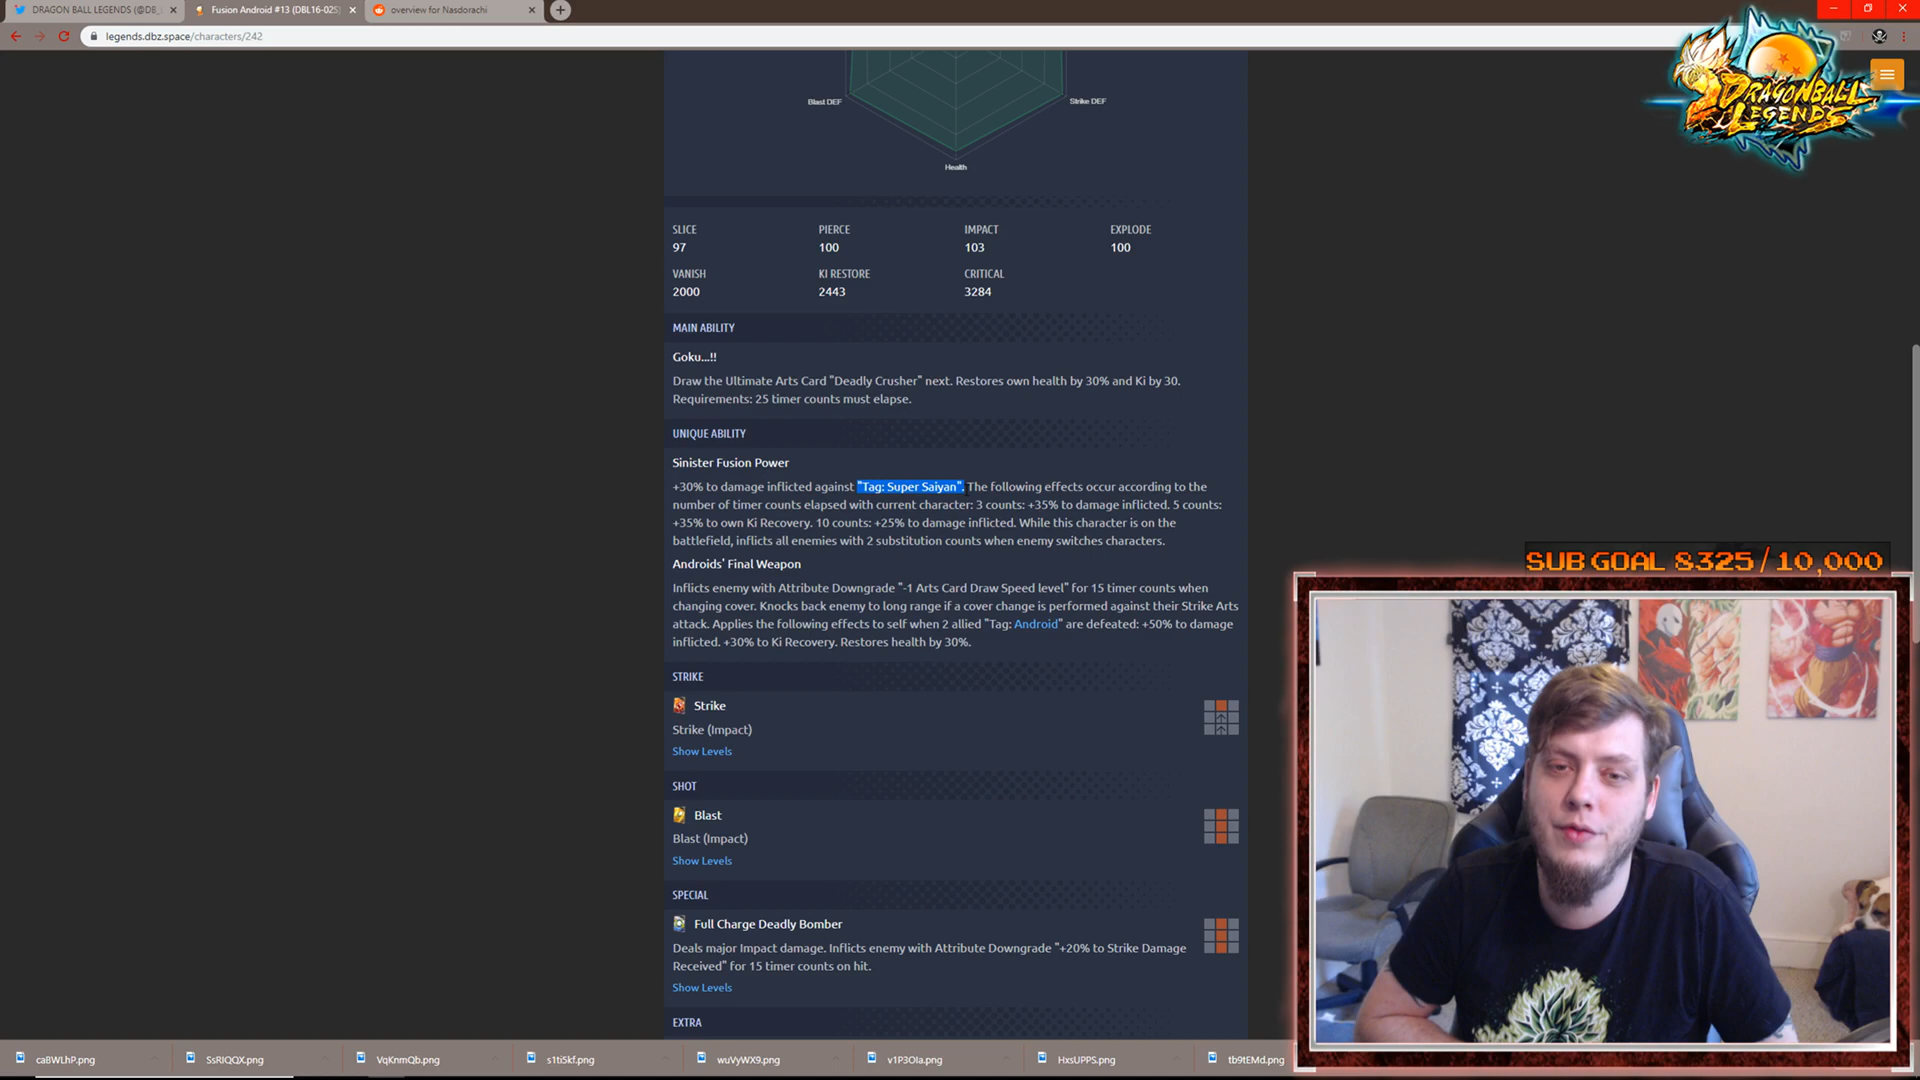 DRAGON BALL LEGENDS (@DB_
Fusion Android #13 (DBL16-02S)
overview for Nasdorachi
legends.dbz.space/characters/242
DRAGONBALL
LEGENDS
Blast DEF
Strike DEF
Health
SLICE
PIERCE
IMPACT
EXPLODE
97
100
103
100
VANISH
KI RESTORE
CRITICAL
2000
2443
3284
MAIN ABILITY
Goku...!!
Draw the Ultimate Arts Card "Deadly Crusher" next. Restores own health by 30% and Ki by 30.
Requirements: 25 timer counts must elapse.
UNIQUE ABILITY
Sinister Fusion Power
+30% to damage inflicted against "Tag: Super Saiyan". The following effects occur according to the
number of timer counts elapsed with current character: 3 counts: +35% to damage inflicted. 5 counts:
+35% to own Ki Recovery. 10 counts: +25% to damage inflicted. While this character is on the
battlefield, inflicts all enemies with 2 substitution counts when enemy switches characters.
Androids' Final Weapon
Inflicts enemy with Attribute Downgrade "-1 Arts Card Draw Speed level" for 15 timer counts when
changing cover. Knocks back enemy to long range if a cover change is performed against their Strike Arts
attack. Applies the following effects to self when 2 allied "Tag: Android" are defeated: +50% to damage
inflicted. +30% to Ki Recovery. Restores health by 30%.
STRIKE
Strike
Strike (Impact)
Show Levels
SHOT
Blast
Blast (Impact)
Show Levels
SPECIAL
Full Charge Deadly Bomber
Deals major Impact damage. Inflicts enemy with Attribute Downgrade "+20% to Strike Damage
Received" for 15 timer counts on hit.
Show Levels
EXTRA
SUB GOAL 8325/10,000
caBWLhP.png
SsRIQQX.png
VqKnmQb.png
s1ti5kf.png
wuVyWX9.png
v1P3OIa.png
HxsUPPS.png
tb9tEMd.png